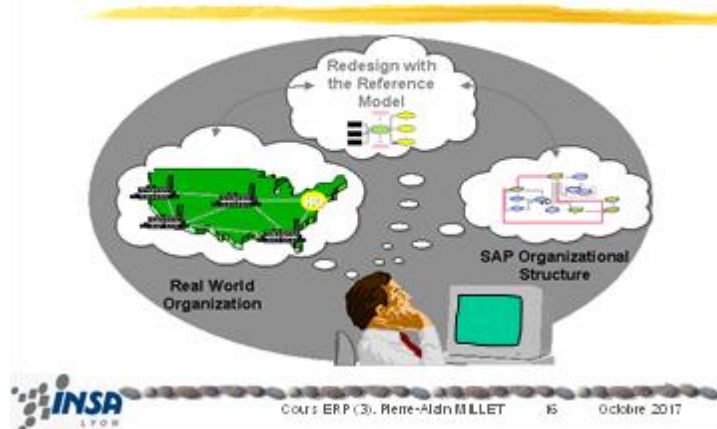 Redesign with
the Reference
Model
Real World
Organization
SAP Organizational
Structure
INSA
LYON
Cours ERP (3). Pierre-Alain MILLET
16
Octobre 2017